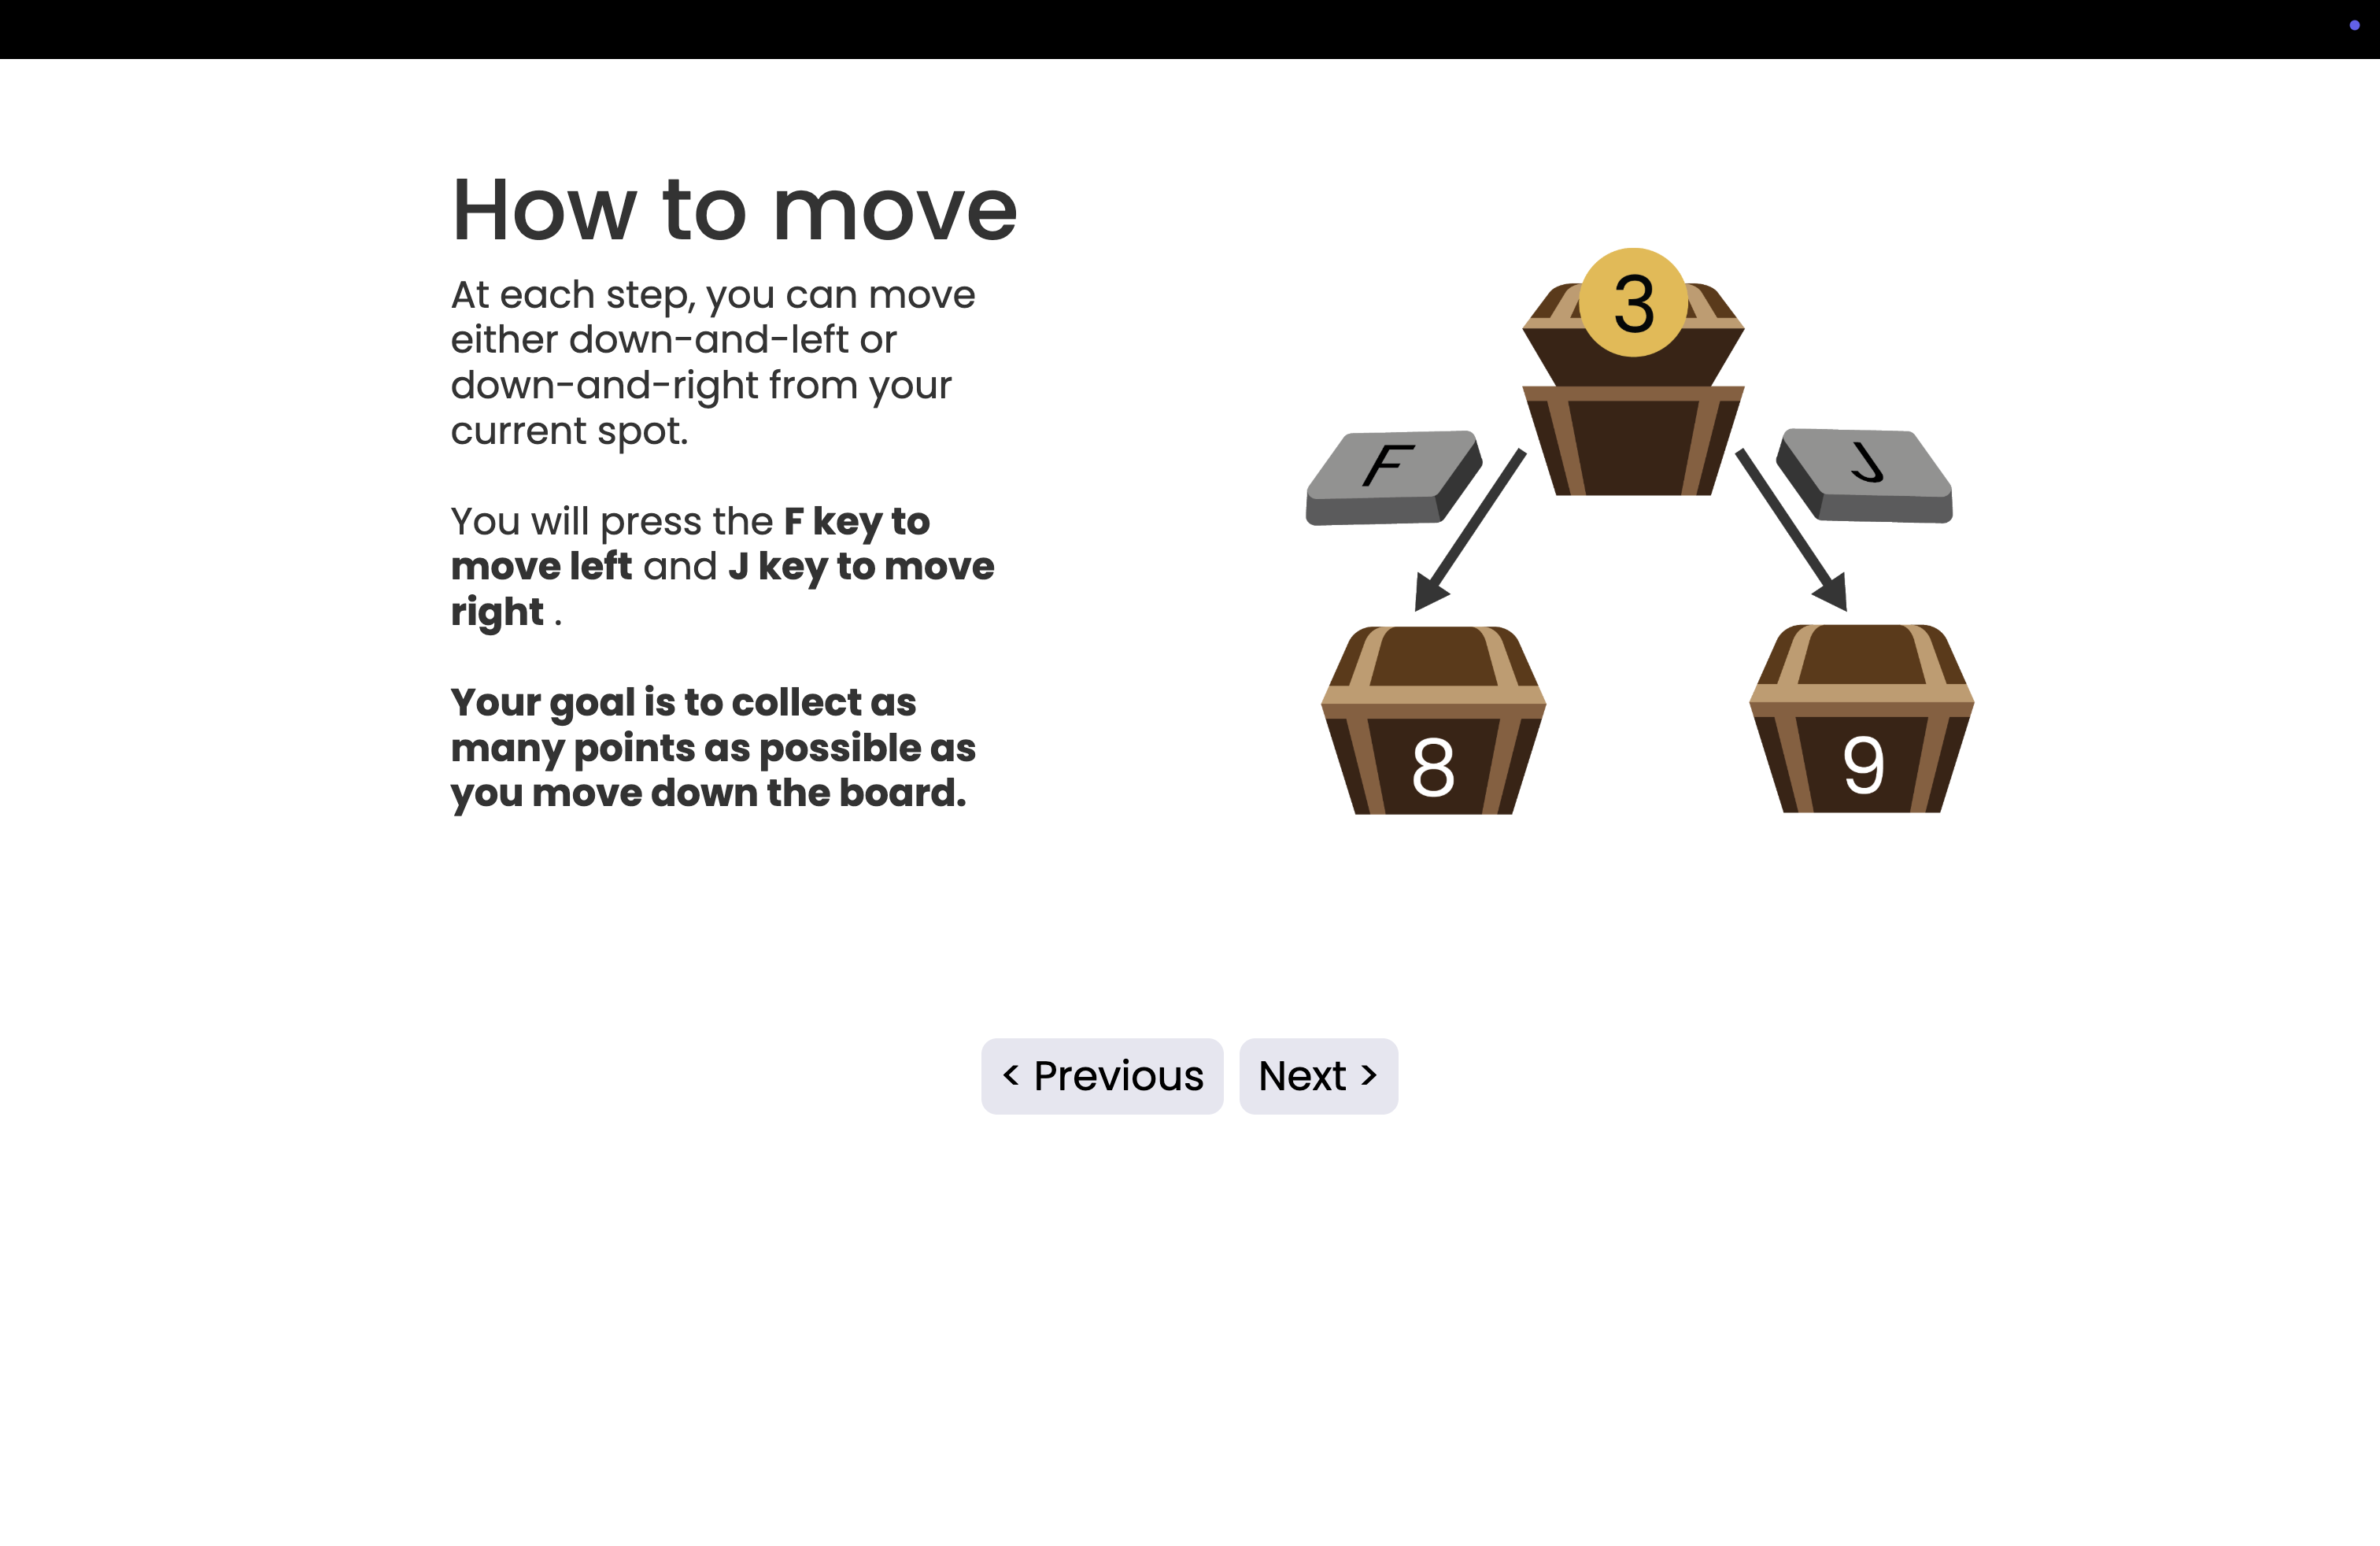 How to move
At each step, you can move
either down-and-left or
down-and-right from your
current spot.
You will press the F key to
move left and J key to move
right .
Your goal is to collect as
many points as possible as
you move down the board.
3
F
J
8
9
< Previous
Next >